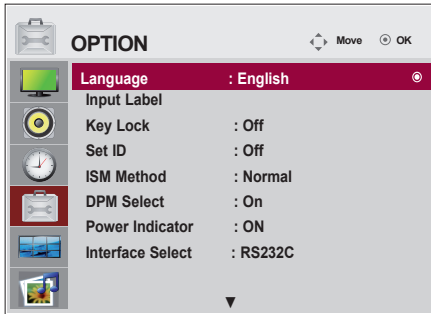 OPTION Move OK
Language : English
Input Label
Key Lock : Off
Set ID : Off
ISM Method : Normal
DPM Select : On
Power Indicator : ON
Interface Select : RS232C